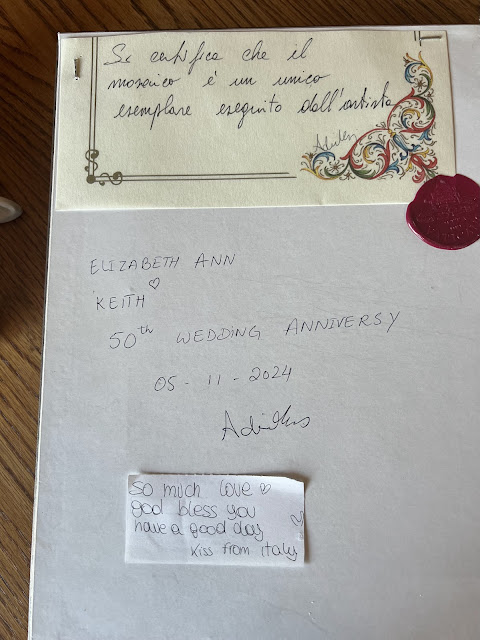 Si certifica che il
mosaico è un unico
esemplare eseguito dall'artista
ELIZABETH ANN
♡
KEITH
50th WEDDING ANNIVERSY
05-11-2024
so much love ♡
god bless you
have a good day ♡
kiss from italy